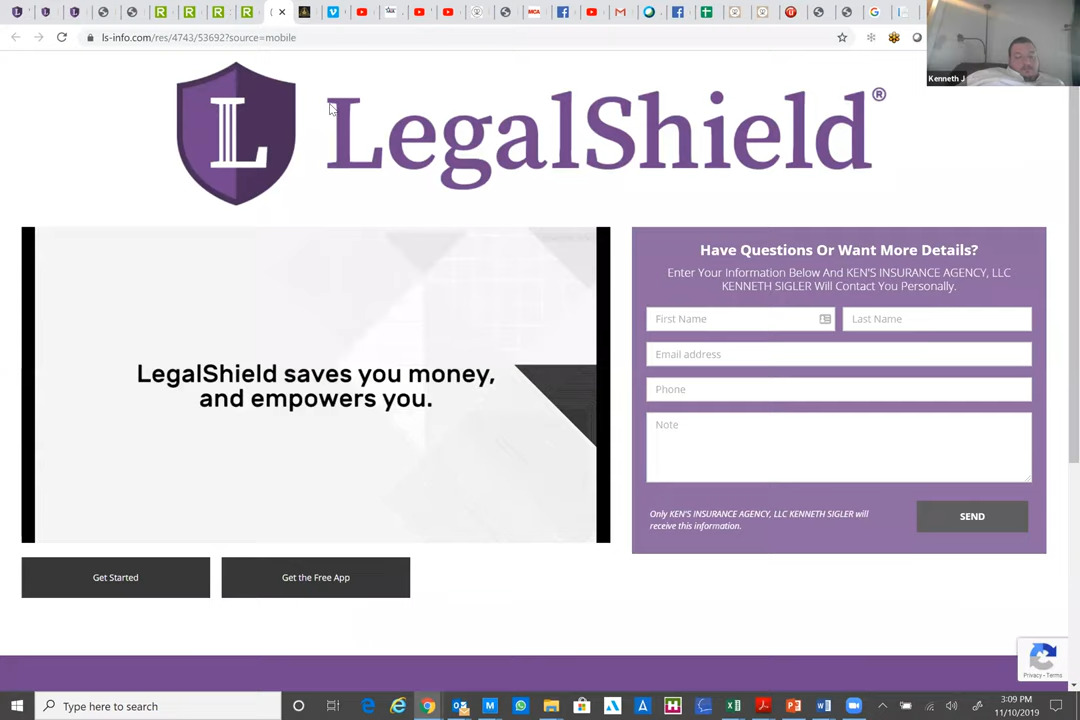 MCA
ls-info.com/res/4743/53692?source=mobile
Kenneth J
L LegalShield®
LegalShield saves you money,
and empowers you.
Have Questions Or Want More Details?
Enter Your Information Below And KEN'S INSURANCE AGENCY, LLC
KENNETH SIGLER Will Contact You Personally.
First Name
Last Name
Email address
Phone
Note
Only KEN'S INSURANCE AGENCY, LLC KENNETH SIGLER will
receive this information.
SEND
Get Started
Get the Free App
Privacy - Terms
Type here to search
3:09 PM
11/10/2019